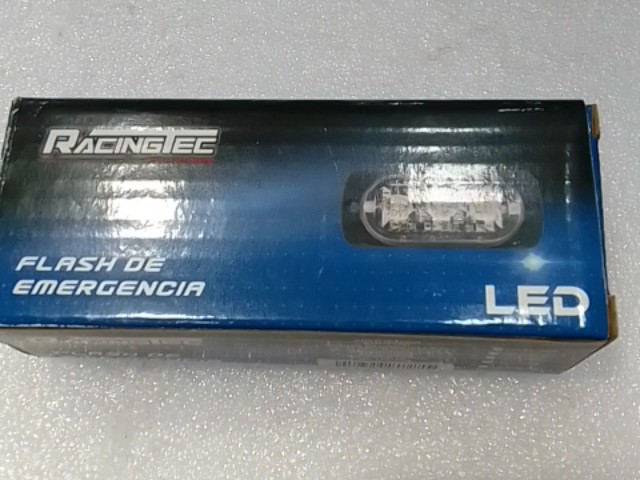 RACINGTEC
FLASH DE
EMERGENCIA
LED